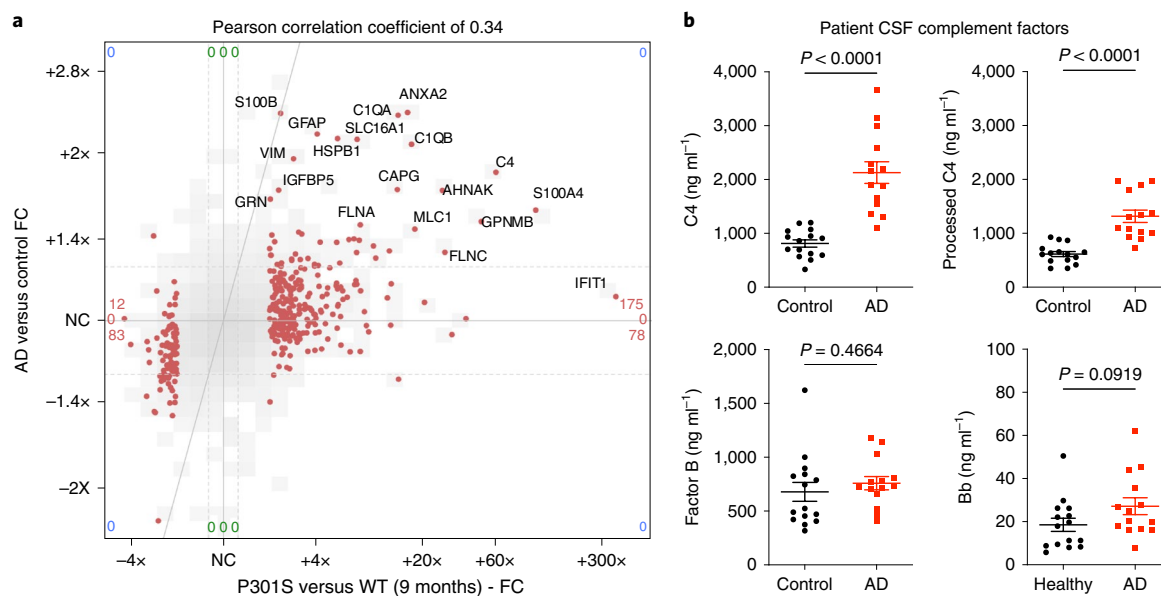 a
Pearson correlation coefficient of 0.34
0 0 0 0 0
+2.8×
+2×
+1.4×
NC
−1.4×
−2X
AD versus control FC
S100B
ANXA2
C1QA
GFAP
SLC16A1
HSPB1
C1QB
VIM
C4
IGFBP5
CAPG
AHNAK
S100A4
GRN
FLNA
MLC1
GPNMB
FLNC
IFIT1
12
0
83
175
0
78
0 0 0 0 0
−4× NC +4× +20× +60× +300×
P301S versus WT (9 months) - FC
b
Patient CSF complement factors
P < 0.0001
4,000
3,000
2,000
1,000
0
C4 (ng ml−1)
Control AD
P < 0.0001
4,000
3,000
2,000
1,000
0
Processed C4 (ng ml−1)
Control AD
P = 0.4664
2,000
1,500
1,000
500
0
Factor B (ng ml−1)
Control AD
P = 0.0919
100
80
60
40
20
0
Bb (ng ml−1)
Healthy AD